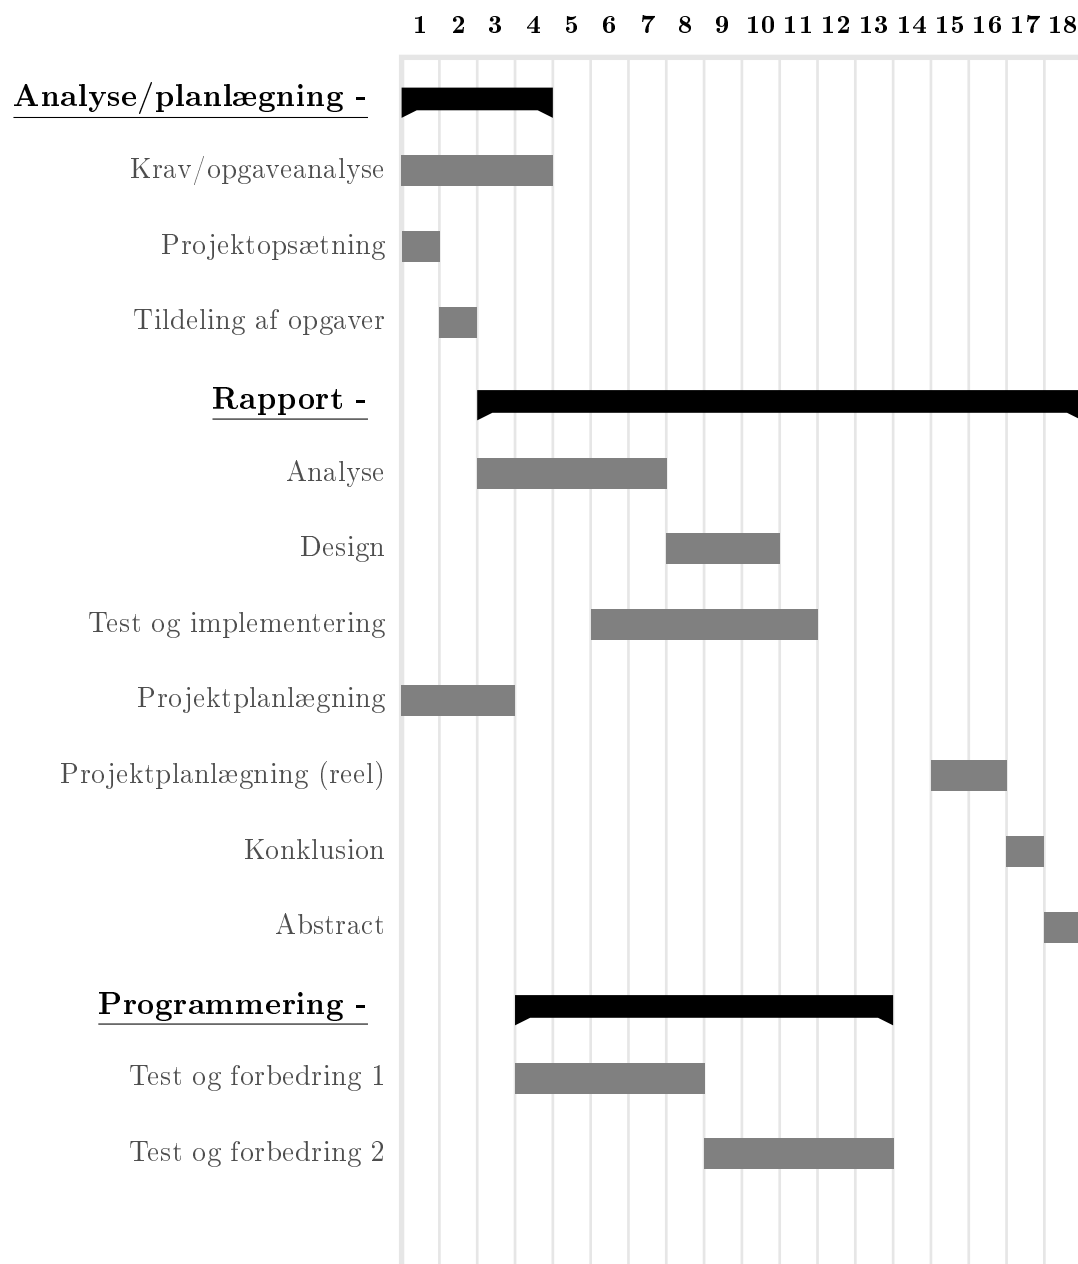 1 2 3 4 5 6 7 8 9 10 11 12 13 14 15 16 17 18
Analyse/planlægning -
Krav/opgaveanalyse
Projektopsætning
Tildeling af opgaver
Rapport -
Analyse
Design
Test og implementering
Projektplanlægning
Projektplanlægning (reel)
Konklusion
Abstract
Programmering -
Test og forbedring 1
Test og forbedring 2